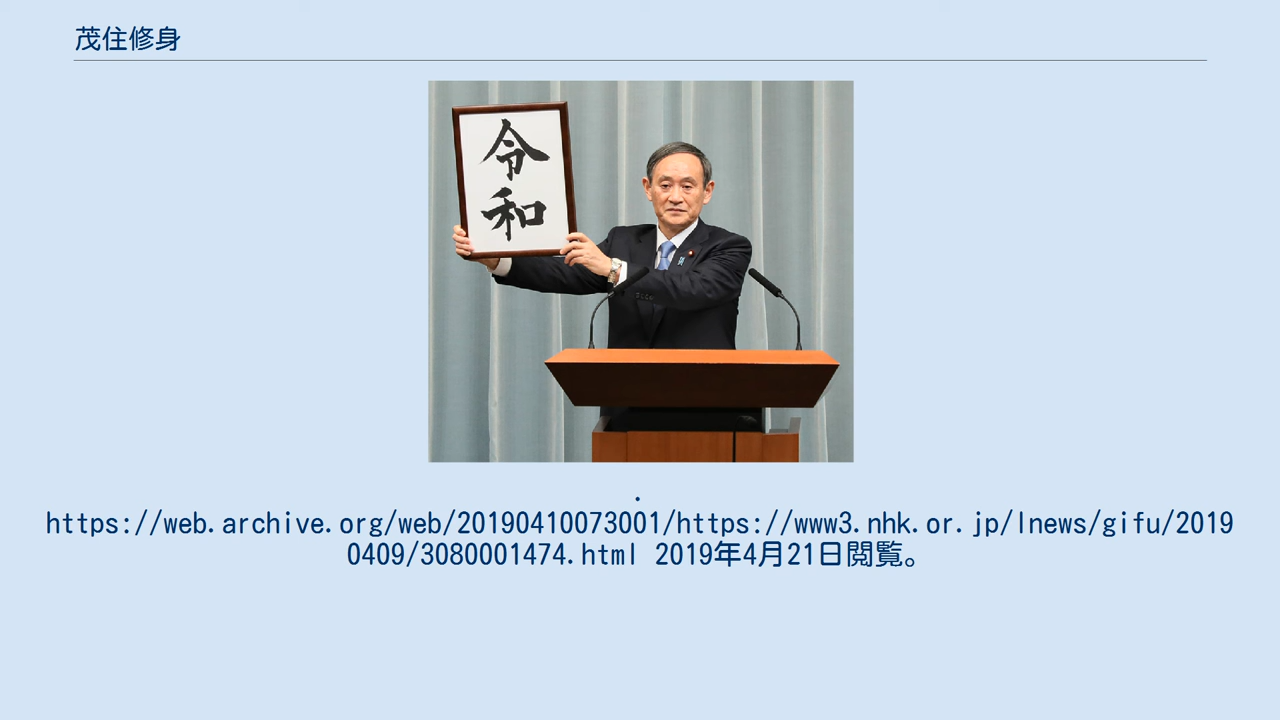 茂住修身
令
和
.
https://web.archive.org/web/20190410073001/https://www3.nhk.or.jp/lnews/gifu/2019
0409/3080001474.html 2019年4月21日閲覧。